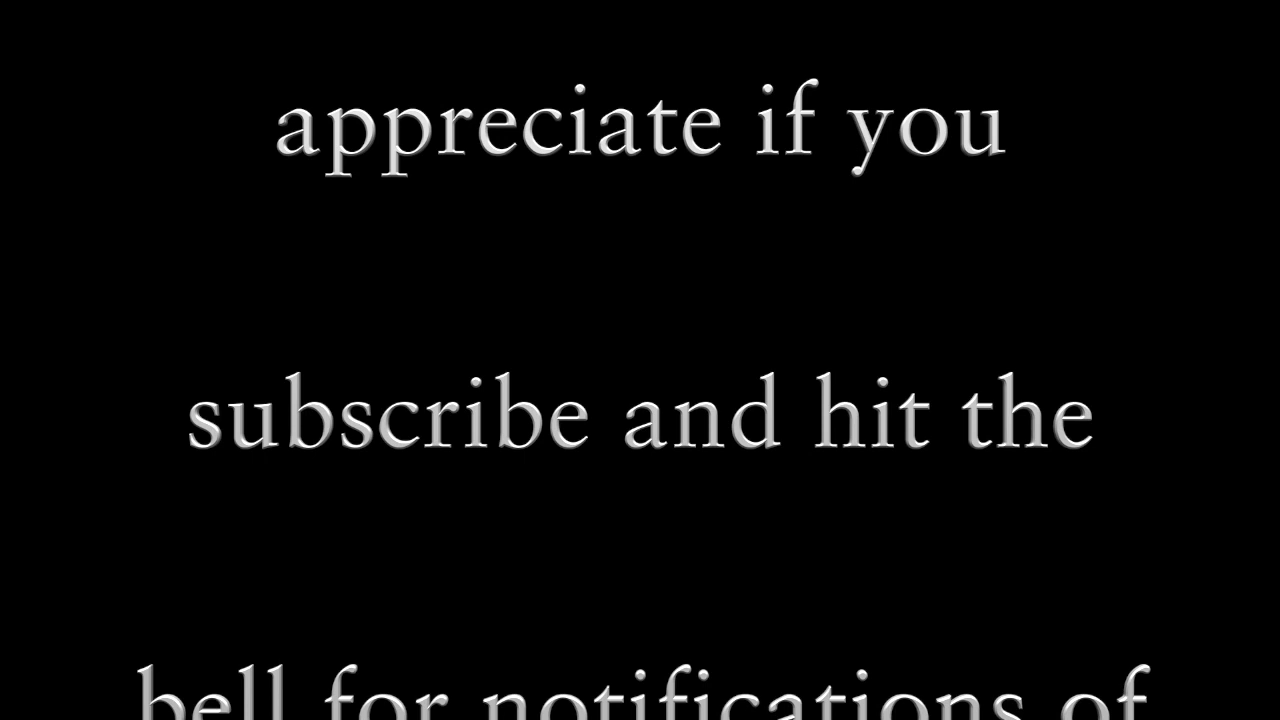 appreciate if you
subscribe and hit the
bell for notifications of